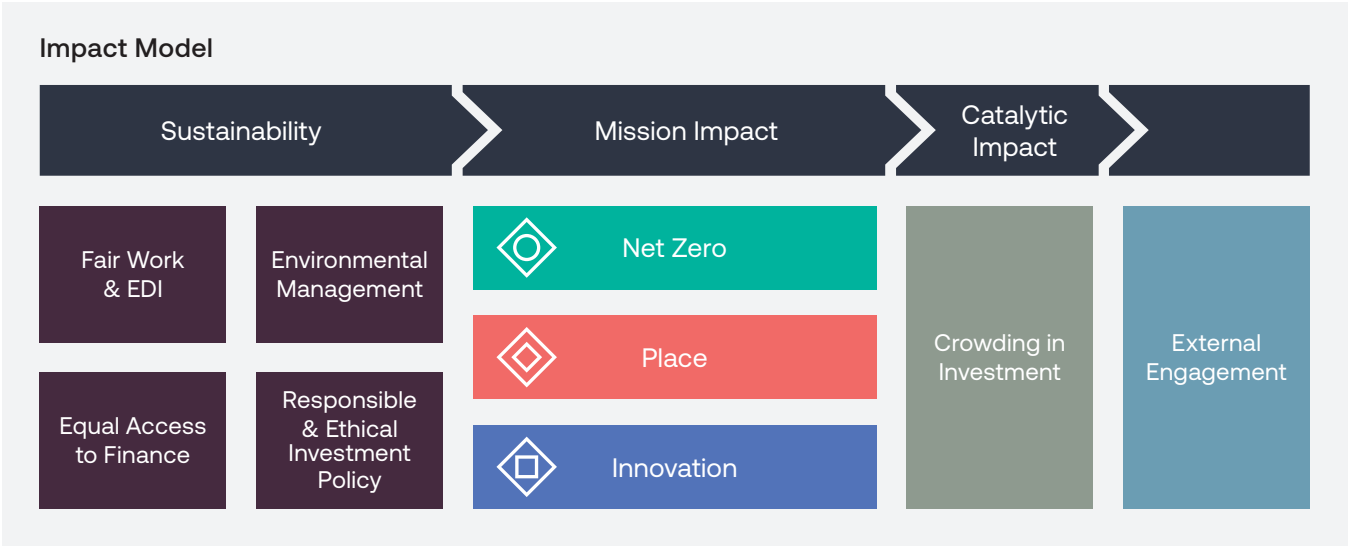 Impact Model
Sustainability
Mission Impact
Catalytic
Impact
Fair Work
& EDI
Environmental
Management
Equal Access
to Finance
Responsible
& Ethical
Investment
Policy
Net Zero
Place
Innovation
Crowding in
Investment
External
Engagement